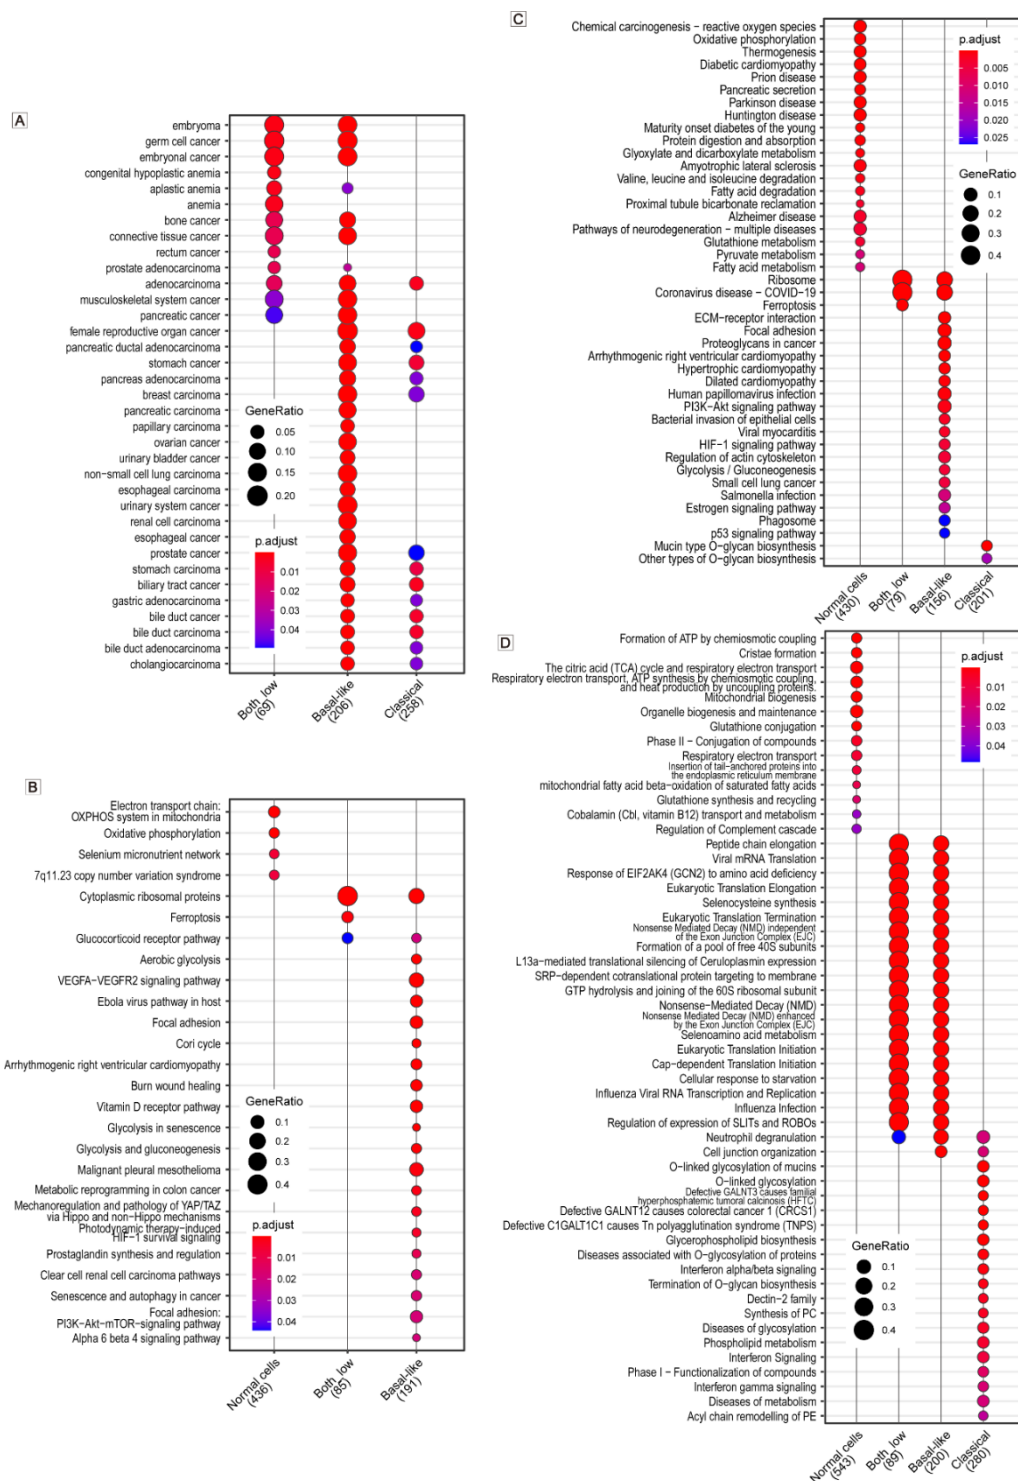 A
embryoma
germ cell cancer
embryonal cancer
congenital hypoplastic anemia
aplastic anemia
anemia
bone cancer
connective tissue cancer
rectum cancer
prostate adenocarcinoma
adenocarcinoma
musculoskeletal system cancer
pancreatic cancer
female reproductive organ cancer
pancreatic ductal adenocarcinoma
stomach cancer
pancreas adenocarcinoma
breast carcinoma
pancreatic carcinoma
papillary carcinoma
ovarian cancer
urinary bladder cancer
non-small cell lung carcinoma
esophageal carcinoma
urinary system cancer
renal cell carcinoma
esophageal cancer
prostate cancer
stomach carcinoma
biliary tract cancer
gastric adenocarcinoma
bile duct cancer
bile duct carcinoma
bile duct adenocarcinoma
cholangiocarcinoma
GeneRatio
0.05
0.10
0.15
0.20
p.adjust
0.01
0.02
0.03
0.04
Both_low
(69)
Basal-like
(206)
Classical
(258)
B
Electron transport chain:
OXPHOS system in mitochondria
Oxidative phosphorylation
Selenium micronutrient network
7q11.23 copy number variation syndrome
Cytoplasmic ribosomal proteins
Ferroptosis
Glucocorticoid receptor pathway
Aerobic glycolysis
VEGFA-VEGFR2 signaling pathway
Ebola virus pathway in host
Focal adhesion
Cori cycle
Arrhythmogenic right ventricular cardiomyopathy
Burn wound healing
Vitamin D receptor pathway
Glycolysis in senescence
Glycolysis and gluconeogenesis
Malignant pleural mesothelioma
Metabolic reprogramming in colon cancer
Mechanoregulation and pathology of YAP/TAZ
via Hippo and non-Hippo mechanisms
Photodynamic therapy-induced
HIF-1 survival signaling
Prostaglandin synthesis and regulation
Clear cell renal cell carcinoma pathways
Senescence and autophagy in cancer
Focal adhesion:
PI3K-Akt-mTOR-signaling pathway
Alpha 6 beta 4 signaling pathway
GeneRatio
0.1
0.2
0.3
0.4
p.adjust
0.01
0.02
0.03
0.04
Normal cells
(436)
Both_low
(85)
Basal-like
(191)
C
Chemical carcinogenesis - reactive oxygen species
Oxidative phosphorylation
Thermogenesis
Diabetic cardiomyopathy
Prion disease
Pancreatic secretion
Parkinson disease
Huntington disease
Maturity onset diabetes of the young
Protein digestion and absorption
Glyoxylate and dicarboxylate metabolism
Amyotrophic lateral sclerosis
Valine, leucine and isoleucine degradation
Fatty acid degradation
Proximal tubule bicarbonate reclamation
Alzheimer disease
Pathways of neurodegeneration - multiple diseases
Glutathione metabolism
Pyruvate metabolism
Fatty acid metabolism
Ribosome
Coronavirus disease - COVID-19
Ferroptosis
ECM-receptor interaction
Focal adhesion
Proteoglycans in cancer
Arrhythmogenic right ventricular cardiomyopathy
Hypertrophic cardiomyopathy
Dilated cardiomyopathy
Human papillomavirus infection
PI3K-Akt signaling pathway
Bacterial invasion of epithelial cells
Viral myocarditis
HIF-1 signaling pathway
Regulation of actin cytoskeleton
Glycolysis / Gluconeogenesis
Small cell lung cancer
Salmonella infection
Estrogen signaling pathway
Phagosome
p53 signaling pathway
Mucin type O-glycan biosynthesis
Other types of O-glycan biosynthesis
p.adjust
0.005
0.010
0.015
0.020
0.025
GeneRatio
0.1
0.2
0.3
0.4
Normal cells
(430)
Both_low
(79)
Basal-like
(156)
Classical
(201)
D
Formation of ATP by chemiosmotic coupling
Cristae formation
The citric acid (TCA) cycle and respiratory electron transport
Respiratory electron transport, ATP synthesis by chemiosmotic coupling,
and heat production by uncoupling proteins.
Mitochondrial biogenesis
Organelle biogenesis and maintenance
Glutathione conjugation
Phase II - Conjugation of compounds
Respiratory electron transport
Insertion of tail-anchored proteins into
the endoplasmic reticulum membrane
mitochondrial fatty acid beta-oxidation of saturated fatty acids
Glutathione synthesis and recycling
Cobalamin (Cbl, vitamin B12) transport and metabolism
Regulation of Complement cascade
Peptide chain elongation
Viral mRNA Translation
Response of EIF2AK4 (GCN2) to amino acid deficiency
Eukaryotic Translation Elongation
Selenocysteine synthesis
Eukaryotic Translation Termination
Nonsense Mediated Decay (NMD) independent
of the Exon Junction Complex (EJC)
Formation of a pool of free 40S subunits
L13a-mediated translational silencing of Ceruloplasmin expression
SRP-dependent cotranslational protein targeting to membrane
GTP hydrolysis and joining of the 60S ribosomal subunit
Nonsense-Mediated Decay (NMD)
Nonsense Mediated Decay (NMD) enhanced
by the Exon Junction Complex (EJC)
Selenoamino acid metabolism
Eukaryotic Translation Initiation
Cap-dependent Translation Initiation
Cellular response to starvation
Influenza Viral RNA Transcription and Replication
Influenza Infection
Regulation of expression of SLITs and ROBOs
Neutrophil degranulation
Cell junction organization
O-linked glycosylation of mucins
O-linked glycosylation
Defective GALNT3 causes familial
hyperphosphatemic tumoral calcinosis (HFTC)
Defective GALNT12 causes colorectal cancer 1 (CRCS1)
Defective C1GALT1C1 causes Tn polyagglutination syndrome (TNPS)
Glycerophospholipid biosynthesis
Diseases associated with O-glycosylation of proteins
Interferon alpha/beta signaling
Termination of O-glycan biosynthesis
Dectin-2 family
Synthesis of PC
Diseases of glycosylation
Phospholipid metabolism
Interferon Signaling
Phase I - Functionalization of compounds
Interferon gamma signaling
Diseases of metabolism
Acyl chain remodelling of PE
p.adjust
0.01
0.02
0.03
0.04
GeneRatio
0.1
0.2
0.3
0.4
Normal cells
(543)
Both_low
(89)
Basal-like
(200)
Classical
(280)